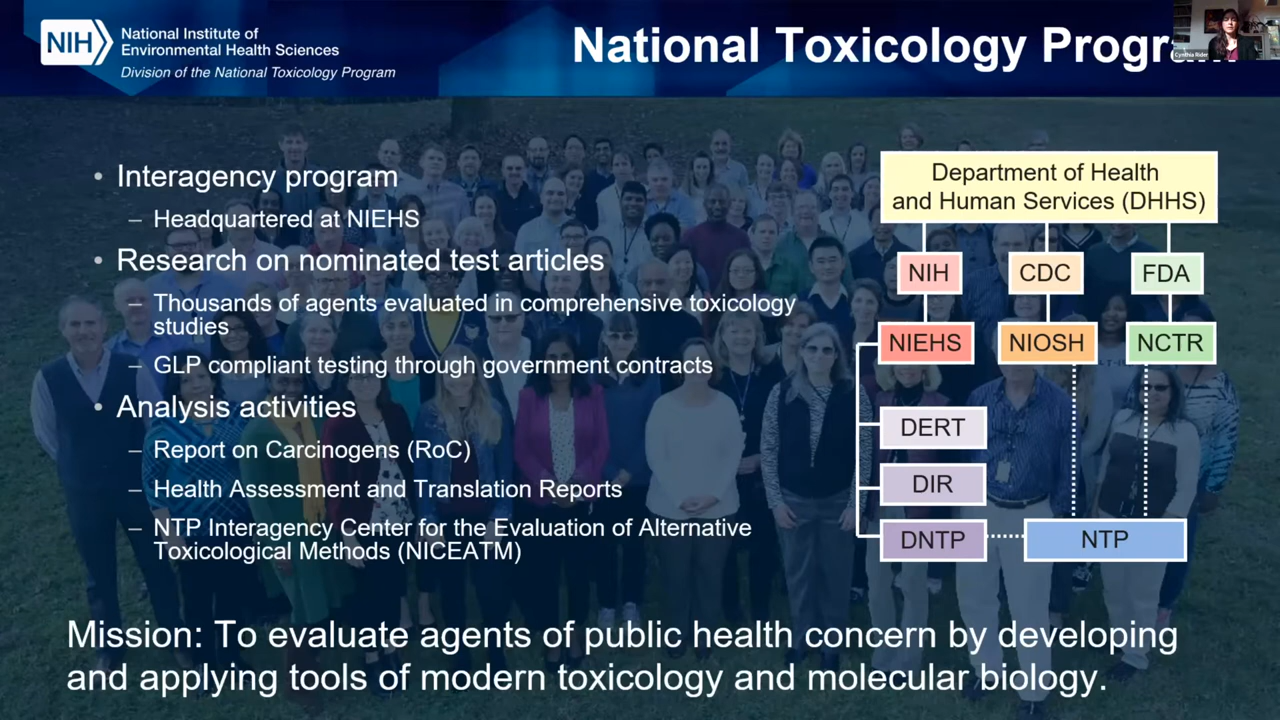 NIH
National Institute of
Environmental Health Sciences
Division of the National Toxicology Program
National Toxicology Program
Cynthia Rider
• Interagency program
– Headquartered at NIEHS
• Research on nominated test articles
– Thousands of agents evaluated in comprehensive toxicology
studies
– GLP compliant testing through government contracts
• Analysis activities
– Report on Carcinogens (RoC)
– Health Assessment and Translation Reports
– NTP Interagency Center for the Evaluation of Alternative
Toxicological Methods (NICEATM)
Department of Health
and Human Services (DHHS)
NIH CDC FDA
NIEHS NIOSH NCTR
DERT
DIR
DNTP NTP
Mission: To evaluate agents of public health concern by developing
and applying tools of modern toxicology and molecular biology.